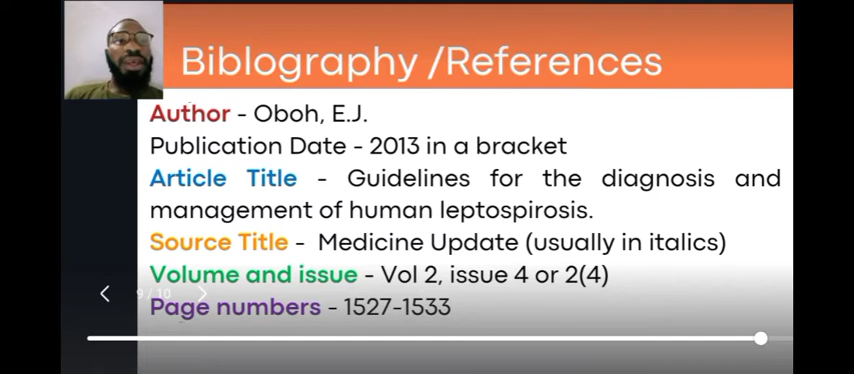 Biblography /References
Author - Oboh, E.J.
Publication Date - 2013 in a bracket
Article Title - Guidelines for the diagnosis and
management of human leptospirosis.
Source Title - Medicine Update (usually in italics)
Volume and issue - Vol 2, issue 4 or 2(4)
9 / 10
Page numbers - 1527-1533